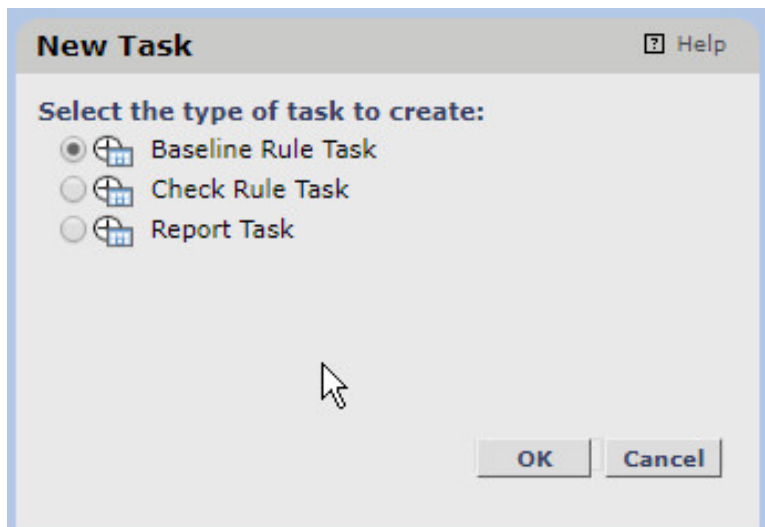 New Task
? Help
Select the type of task to create:
Baseline Rule Task
Check Rule Task
Report Task
OK
Cancel